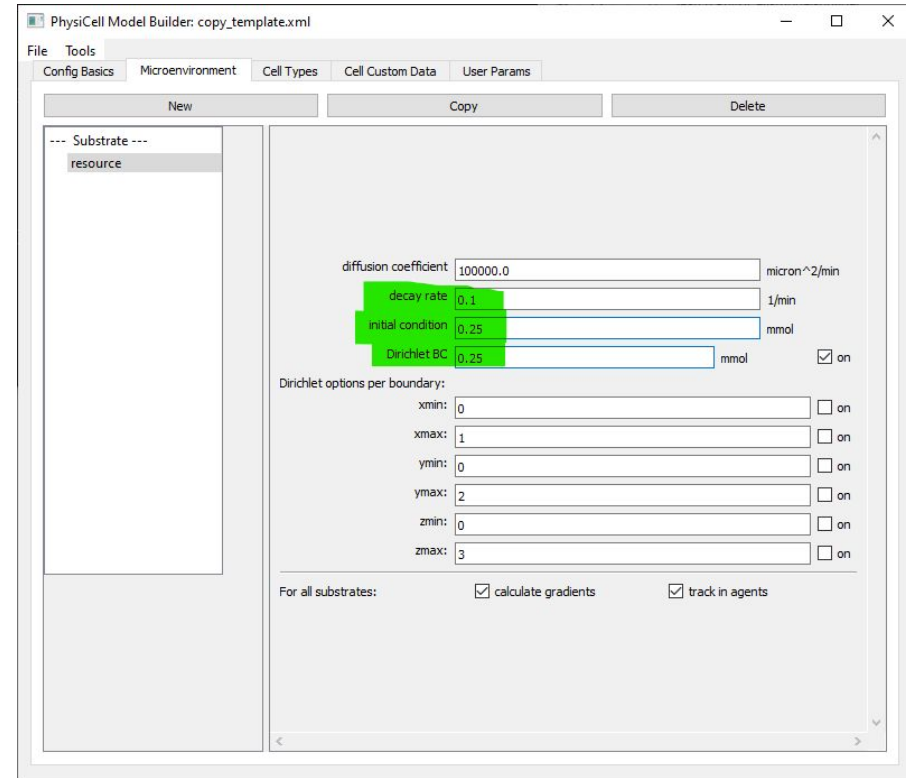 PhysiCell Model Builder: copy_template.xml
File Tools
Config Basics Microenvironment Cell Types Cell Custom Data User Params
New Copy Delete
--- Substrate ---
resource
diffusion coefficient 100000.0 micron^2/min
decay rate 0.1 1/min
initial condition 0.25 mmol
Dirichlet BC 0.25 mmol on
Dirichlet options per boundary:
xmin: 0 on
xmax: 1 on
ymin: 0 on
ymax: 2 on
zmin: 0 on
zmax: 3 on
For all substrates: calculate gradients track in agents